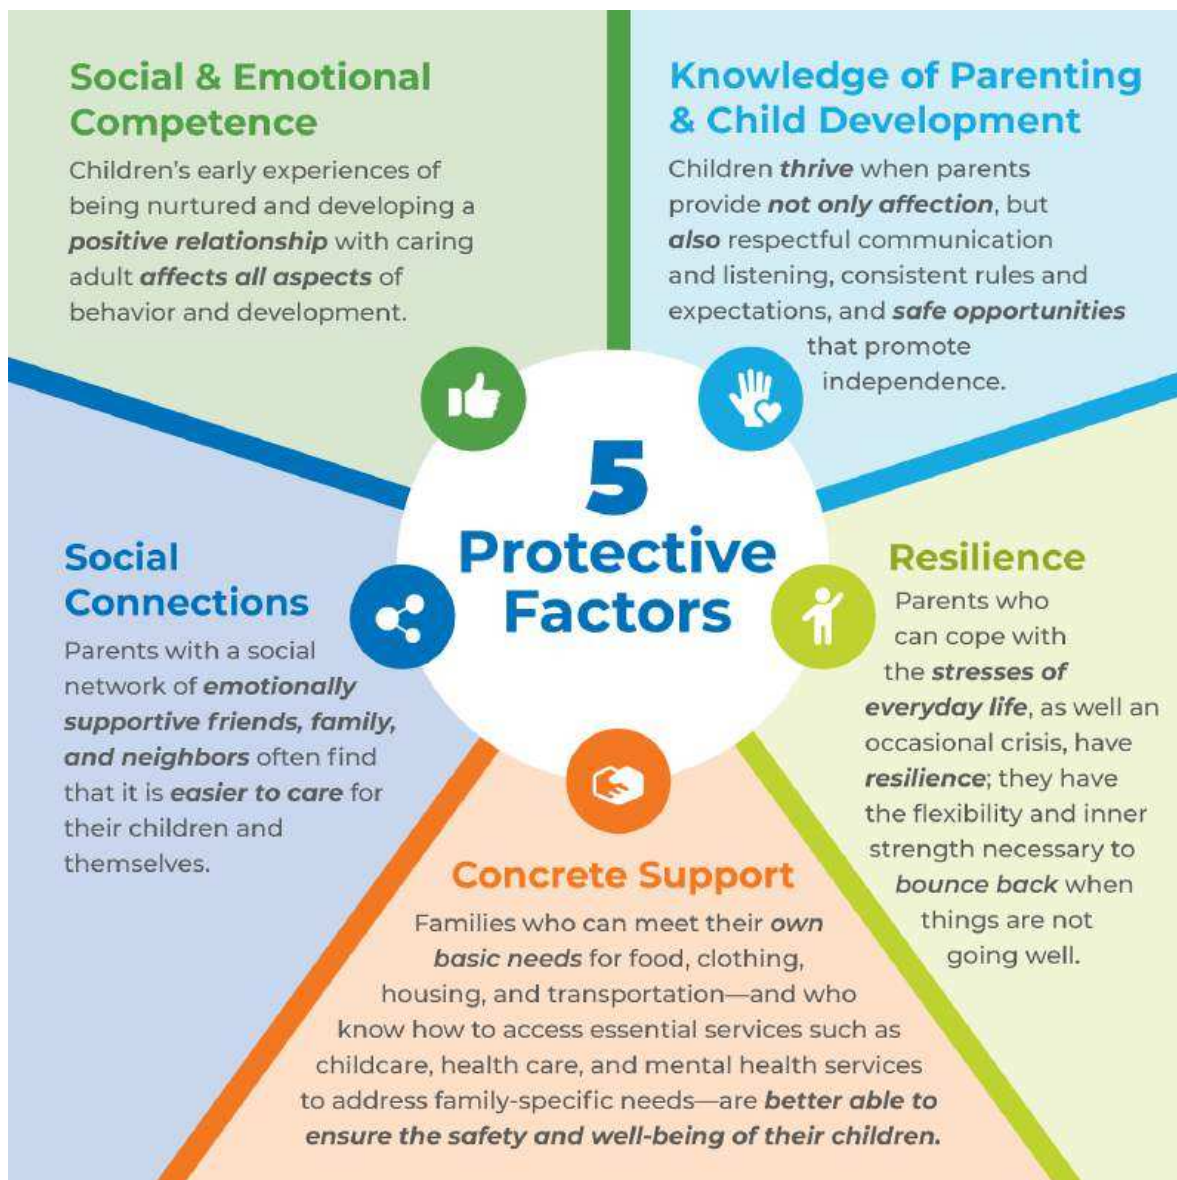 Social & Emotional
Competence
Children's early experiences of
being nurtured and developing a
positive relationship with caring
adult affects all aspects of
behavior and development.
Knowledge of Parenting
& Child Development
Children thrive when parents
provide not only affection, but
also respectful communication
and listening, consistent rules and
expectations, and safe opportunities
that promote
independence.
5
Protective
Factors
Social
Connections
Parents with a social
network of emotionally
supportive friends, family,
and neighbors often find
that it is easier to care for
their children and
themselves.
Resilience
Parents who
can cope with
the stresses of
everyday life, as well an
occasional crisis, have
resilience; they have
the flexibility and inner
strength necessary to
bounce back when
things are not
going well.
Concrete Support
Families who can meet their own
basic needs for food, clothing,
housing, and transportation—and who
know how to access essential services such as
childcare, health care, and mental health services
to address family-specific needs—are better able to
ensure the safety and well-being of their children.